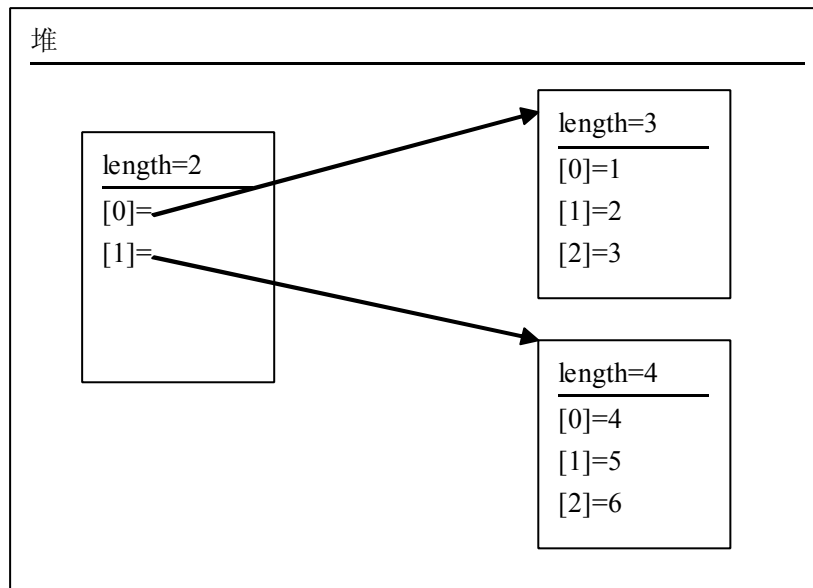 堆
length=2
[0]=
[1]=
length=3
[0]=1
[1]=2
[2]=3
length=4
[0]=4
[1]=5
[2]=6